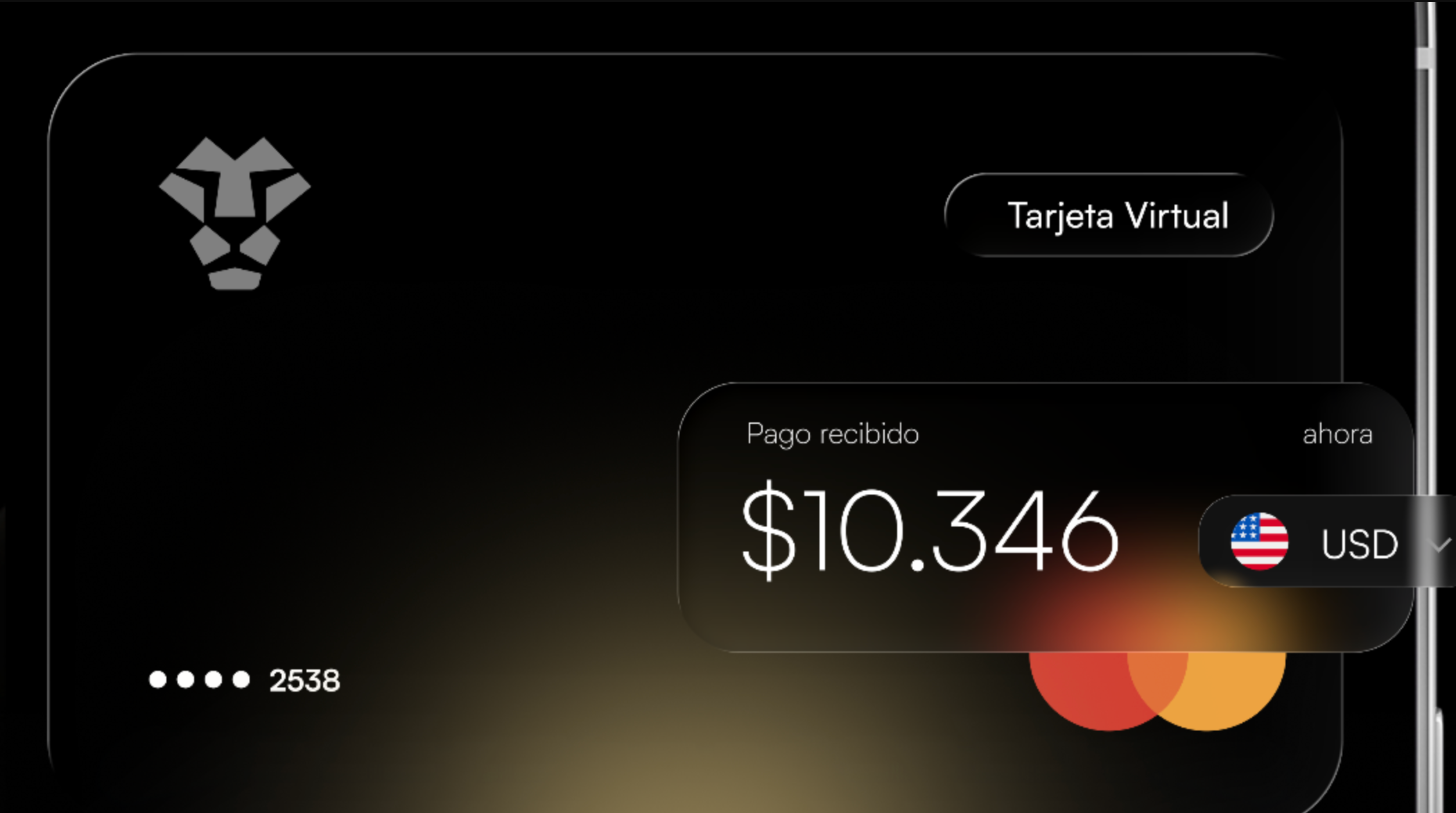 Tarjeta Virtual
Pago recibido
ahora
$10.346
USD
•••• 2538